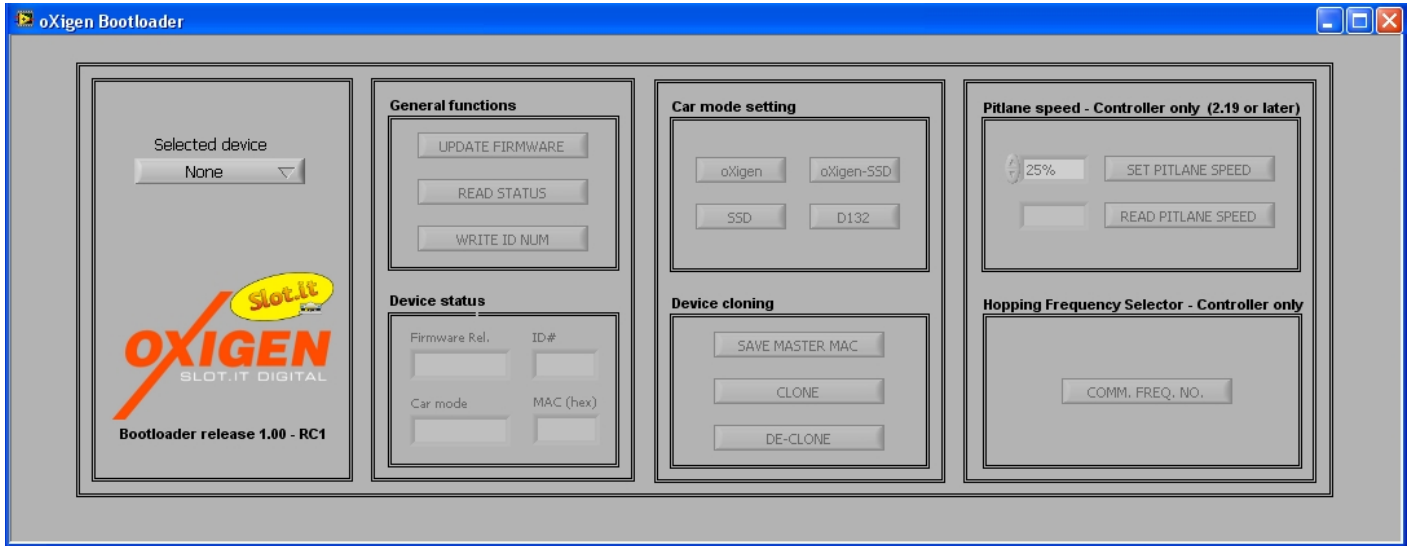 oXigen Bootloader
Selected device
None
Slot.it
OXIGEN
SLOT.IT DIGITAL
Bootloader release 1.00 - RC1
General functions
UPDATE FIRMWARE
READ STATUS
WRITE ID NUM
Device status
Firmware Rel. ID#
Car mode MAC (hex)
Car mode setting
oXigen oXigen-SSD
SSD D132
Device cloning
SAVE MASTER MAC
CLONE
DE-CLONE
Pitlane speed - Controller only (2.19 or later)
25% SET PITLANE SPEED
READ PITLANE SPEED
Hopping Frequency Selector - Controller only
COMM. FREQ. NO.